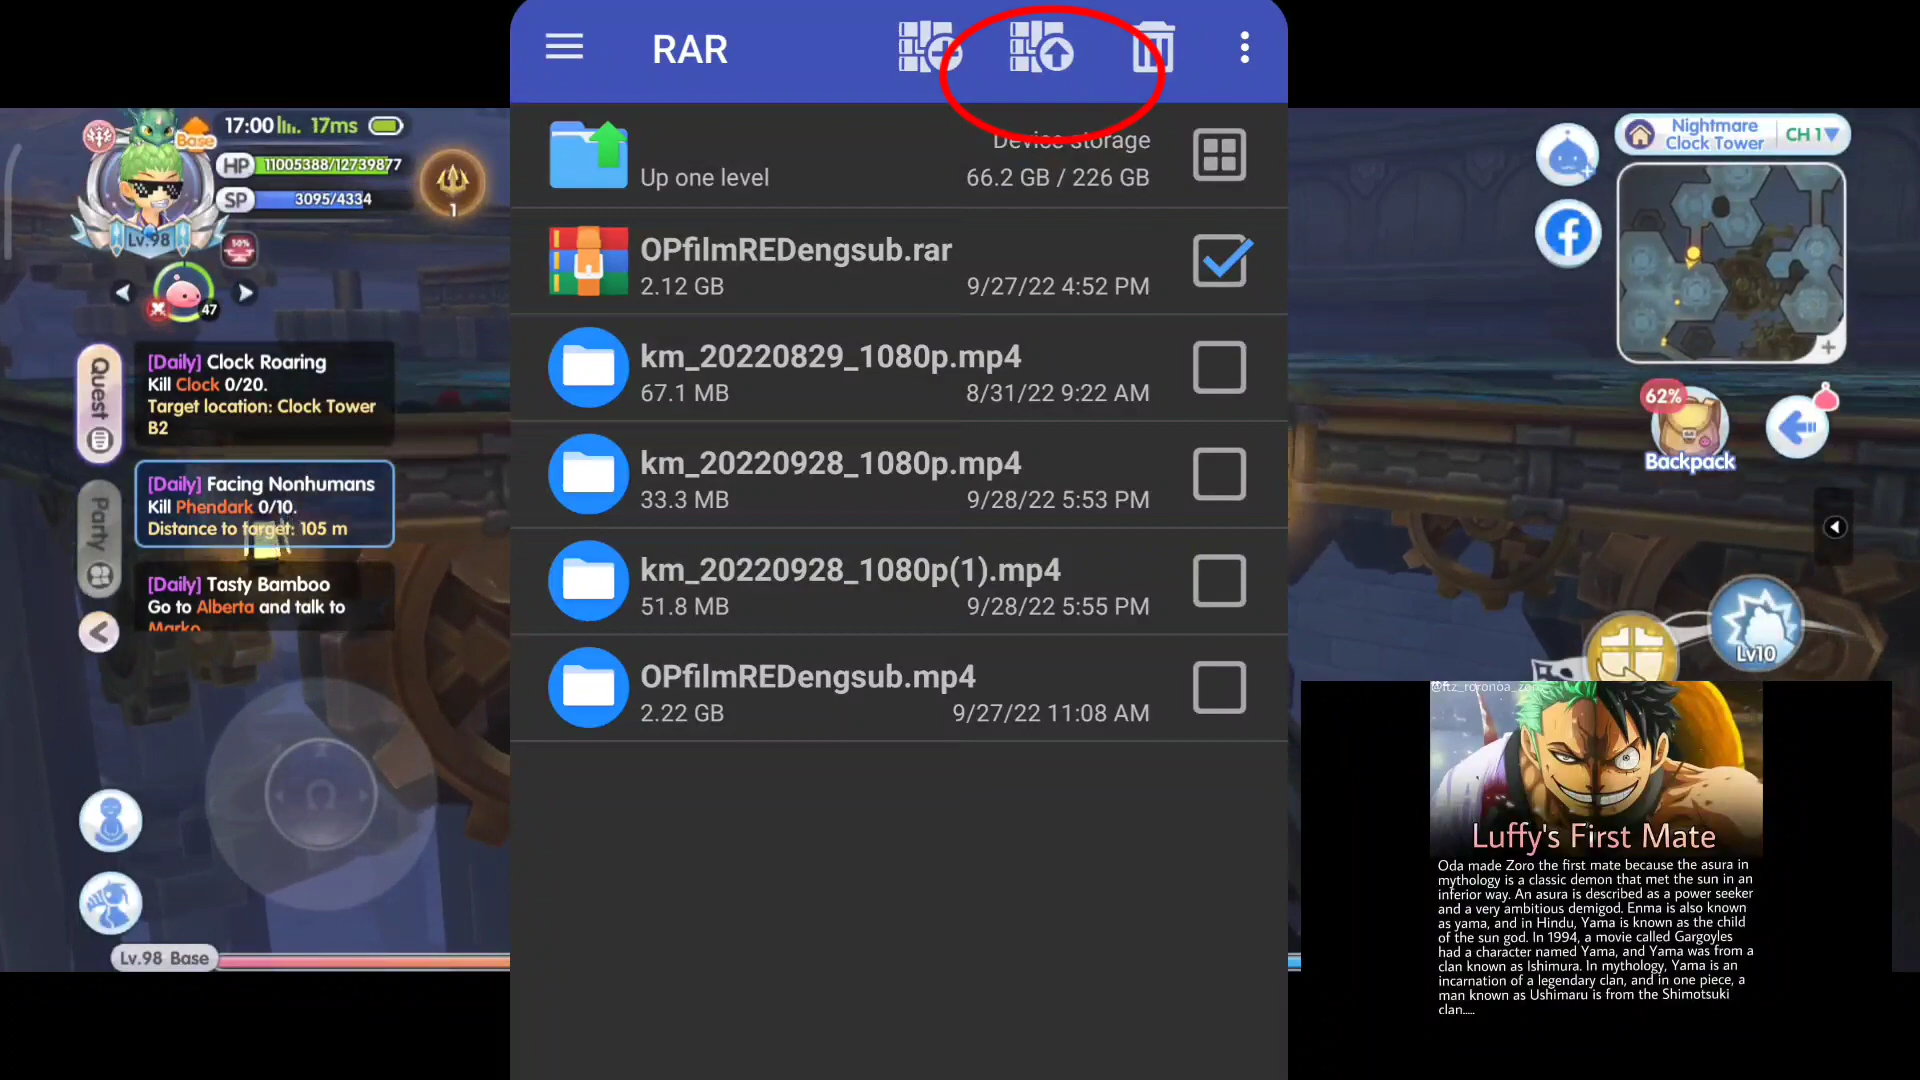 RAR
Device storage
Up one level
66.2 GB / 226 GB
OPfilmREDengsub.rar
2.12 GB
9/27/22 4:52 PM
km_20220829_1080p.mp4
67.1 MB
8/31/22 9:22 AM
km_20220928_1080p.mp4
33.3 MB
9/28/22 5:53 PM
km_20220928_1080p(1).mp4
51.8 MB
9/28/22 5:55 PM
OPfilmREDengsub.mp4
2.22 GB
9/27/22 11:08 AM
17:00 17ms
Base
HP 11005388/12739877
SP 3095/4334
1
Lv.98
50%
47
Quest
[Daily] Clock Roaring
Kill Clock 0/20.
Target location: Clock Tower
B2
Party
[Daily] Facing Nonhumans
Kill Phendark 0/10.
Distance to target: 105 m
[Daily] Tasty Bamboo
Go to Alberta and talk to
Marko
Lv.98 Base
Nightmare
Clock Tower
CH 1
62%
Backpack
Lv10
Luffy's First Mate
Oda made Zoro the first mate because the asura in
mythology is a classic demon that met the sun in an
inferior way. An asura is described as a power seeker
and a very ambitious demigod. Enma is also known
as yama, and in Hindu, Yama is known as the child
of the sun god. In 1994, a movie called Gargoyles
had a character named Yama, and Yama was from a
clan known as Ishimura. In mythology, Yama is an
incarnation of a legendary clan, and in one piece, a
man known as Ushimaru is from the Shimotsuki
clan.....